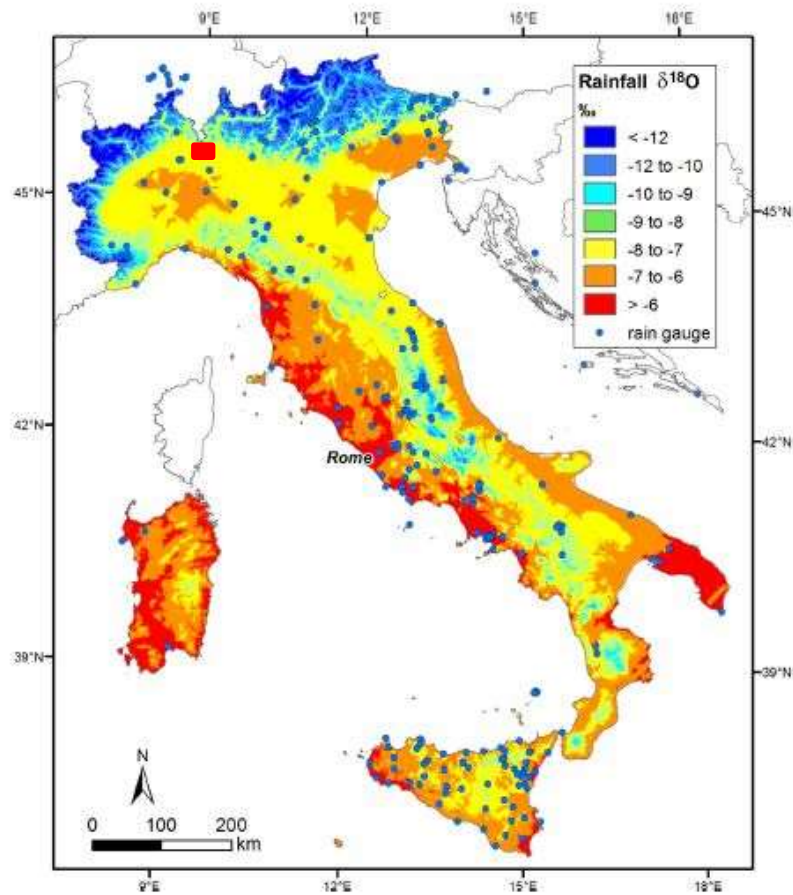 9°E 12°E 15°E 18°E
Rainfall δ18O
‰
< -12
-12 to -10
-10 to -9
-9 to -8
-8 to -7
-7 to -6
> -6
rain gauge
45°N 45°N
42°N 42°N
Rome
39°N 39°N
N
0 100 200
km
9°E 12°E 15°E 18°E